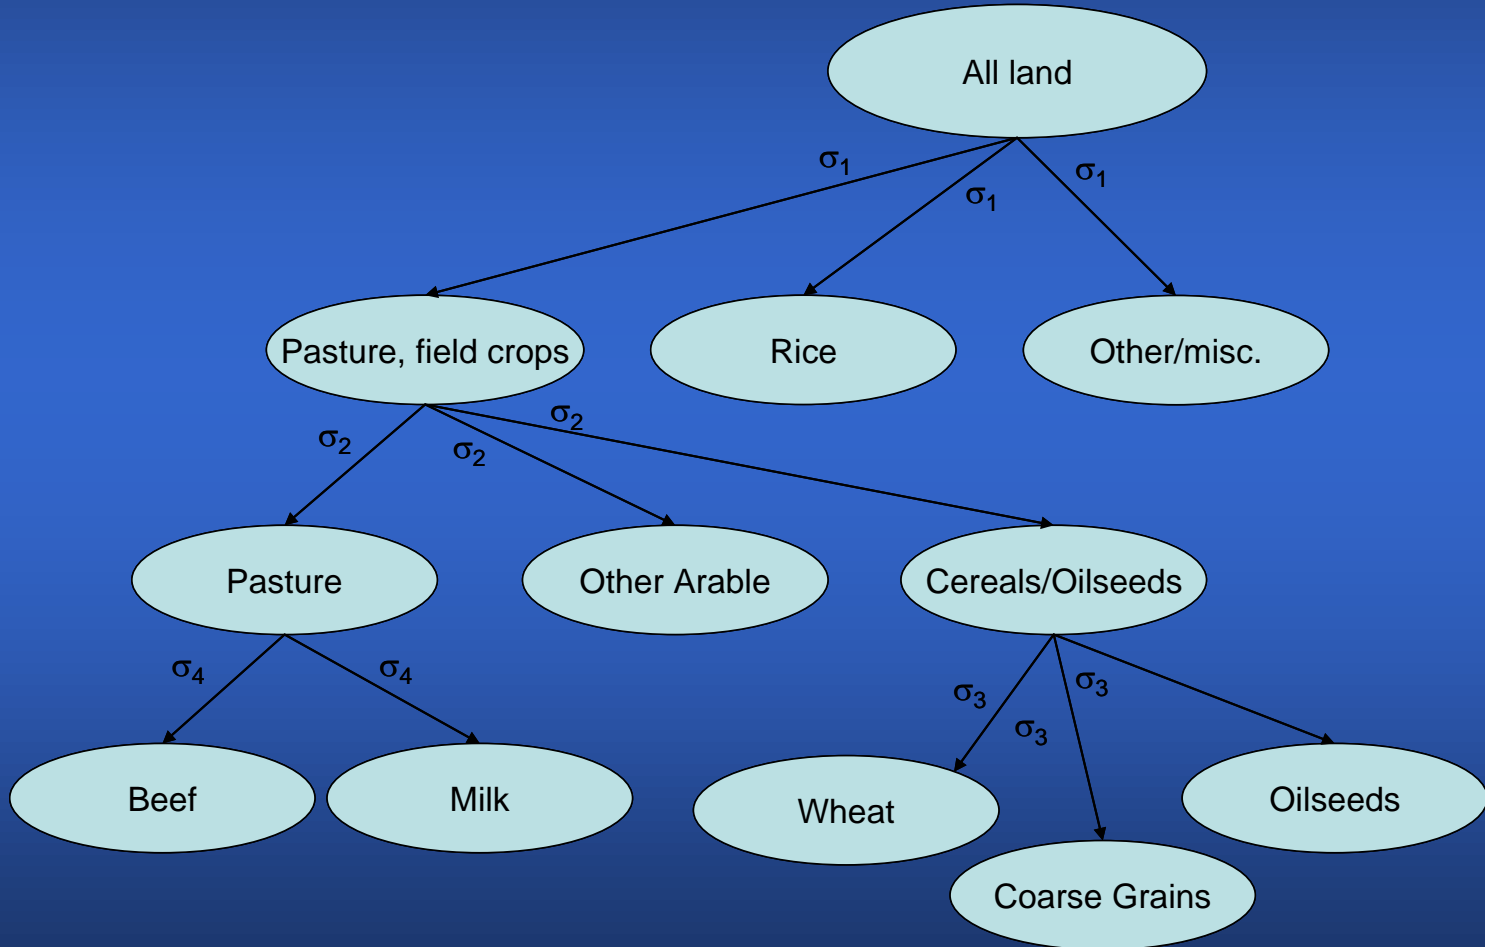 All land
σ₁
σ₁
σ₁
Pasture, field crops
Rice
Other/misc.
σ₂
σ₂
σ₂
Pasture
Other Arable
Cereals/Oilseeds
σ₄
σ₄
σ₃
σ₃
σ₃
Beef
Milk
Wheat
Oilseeds
Coarse Grains